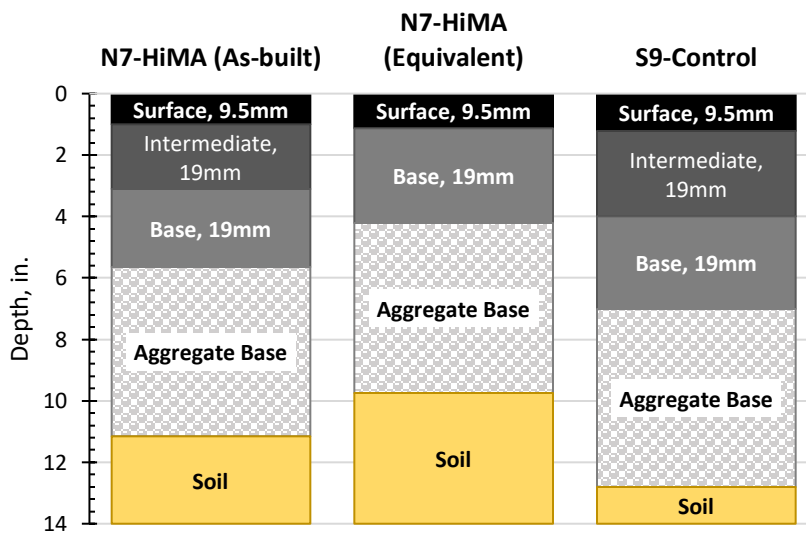 N7-HiMA (As-built)
N7-HiMA
(Equivalent)
S9-Control
Depth, in.
0
2
4
6
8
10
12
14
Surface, 9.5mm
Intermediate,
19mm
Base, 19mm
Aggregate Base
Soil
Surface, 9.5mm
Base, 19mm
Aggregate Base
Soil
Surface, 9.5mm
Intermediate,
19mm
Base, 19mm
Aggregate Base
Soil